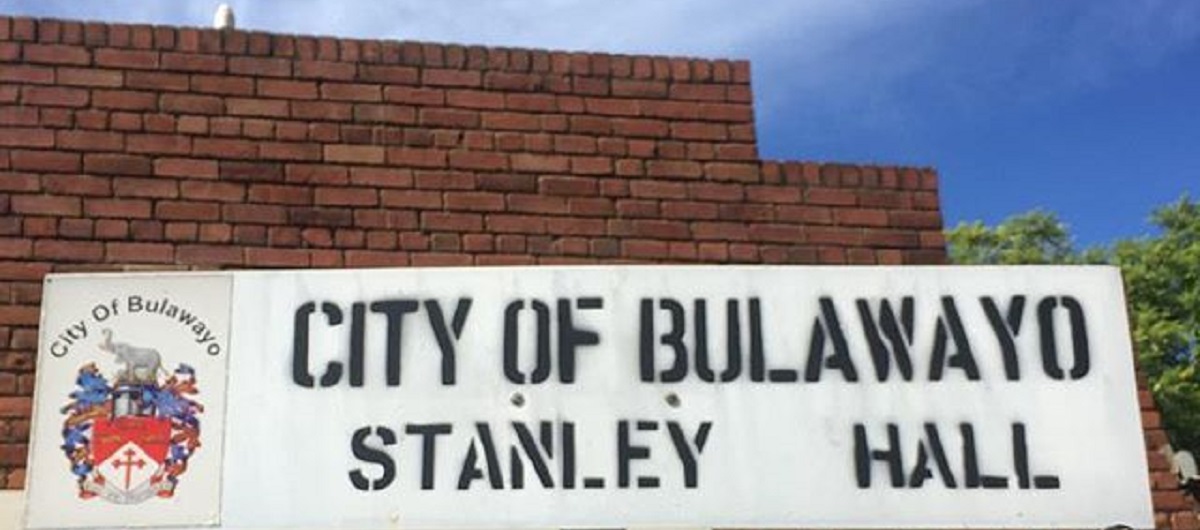 City Of Bulawayo
CITY OF BULAWAYO
STANLEY HALL